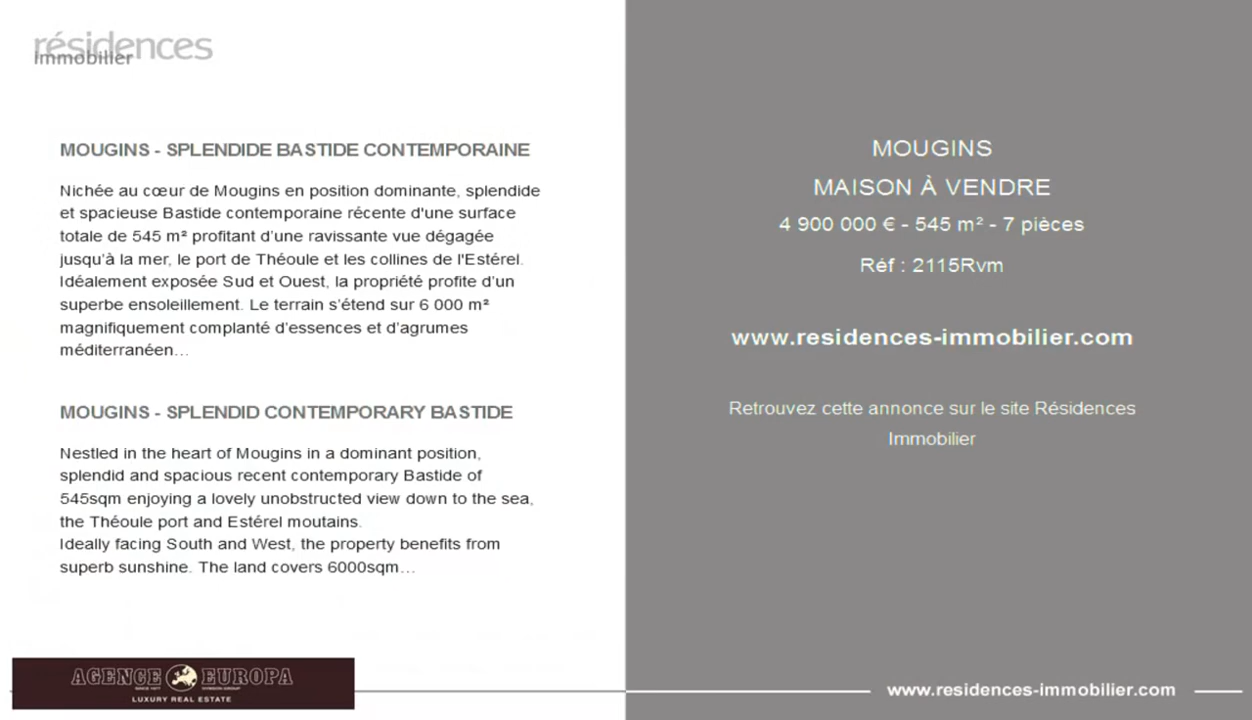 résidences
immobilier
MOUGINS - SPLENDIDE BASTIDE CONTEMPORAINE
Nichée au cœur de Mougins en position dominante, splendide
et spacieuse Bastide contemporaine récente d'une surface
totale de 545 m² profitant d’une ravissante vue dégagée
jusqu’à la mer, le port de Théoule et les collines de l'Estérel.
Idéalement exposée Sud et Ouest, la propriété profite d’un
superbe ensoleillement. Le terrain s’étend sur 6 000 m²
magnifiquement complanté d’essences et d’agrumes
méditerranéen…
MOUGINS - SPLENDID CONTEMPORARY BASTIDE
Nestled in the heart of Mougins in a dominant position,
splendid and spacious recent contemporary Bastide of
545sqm enjoying a lovely unobstructed view down to the sea,
the Théoule port and Estérel moutains.
Ideally facing South and West, the property benefits from
superb sunshine. The land covers 6000sqm…
AGENCE EUROPA
SINCE 1977
LUXURY REAL ESTATE
MOUGINS
MAISON À VENDRE
4 900 000 € - 545 m² - 7 pièces
Réf : 2115Rvm
www.residences-immobilier.com
Retrouvez cette annonce sur le site Résidences
Immobilier
www.residences-immobilier.com